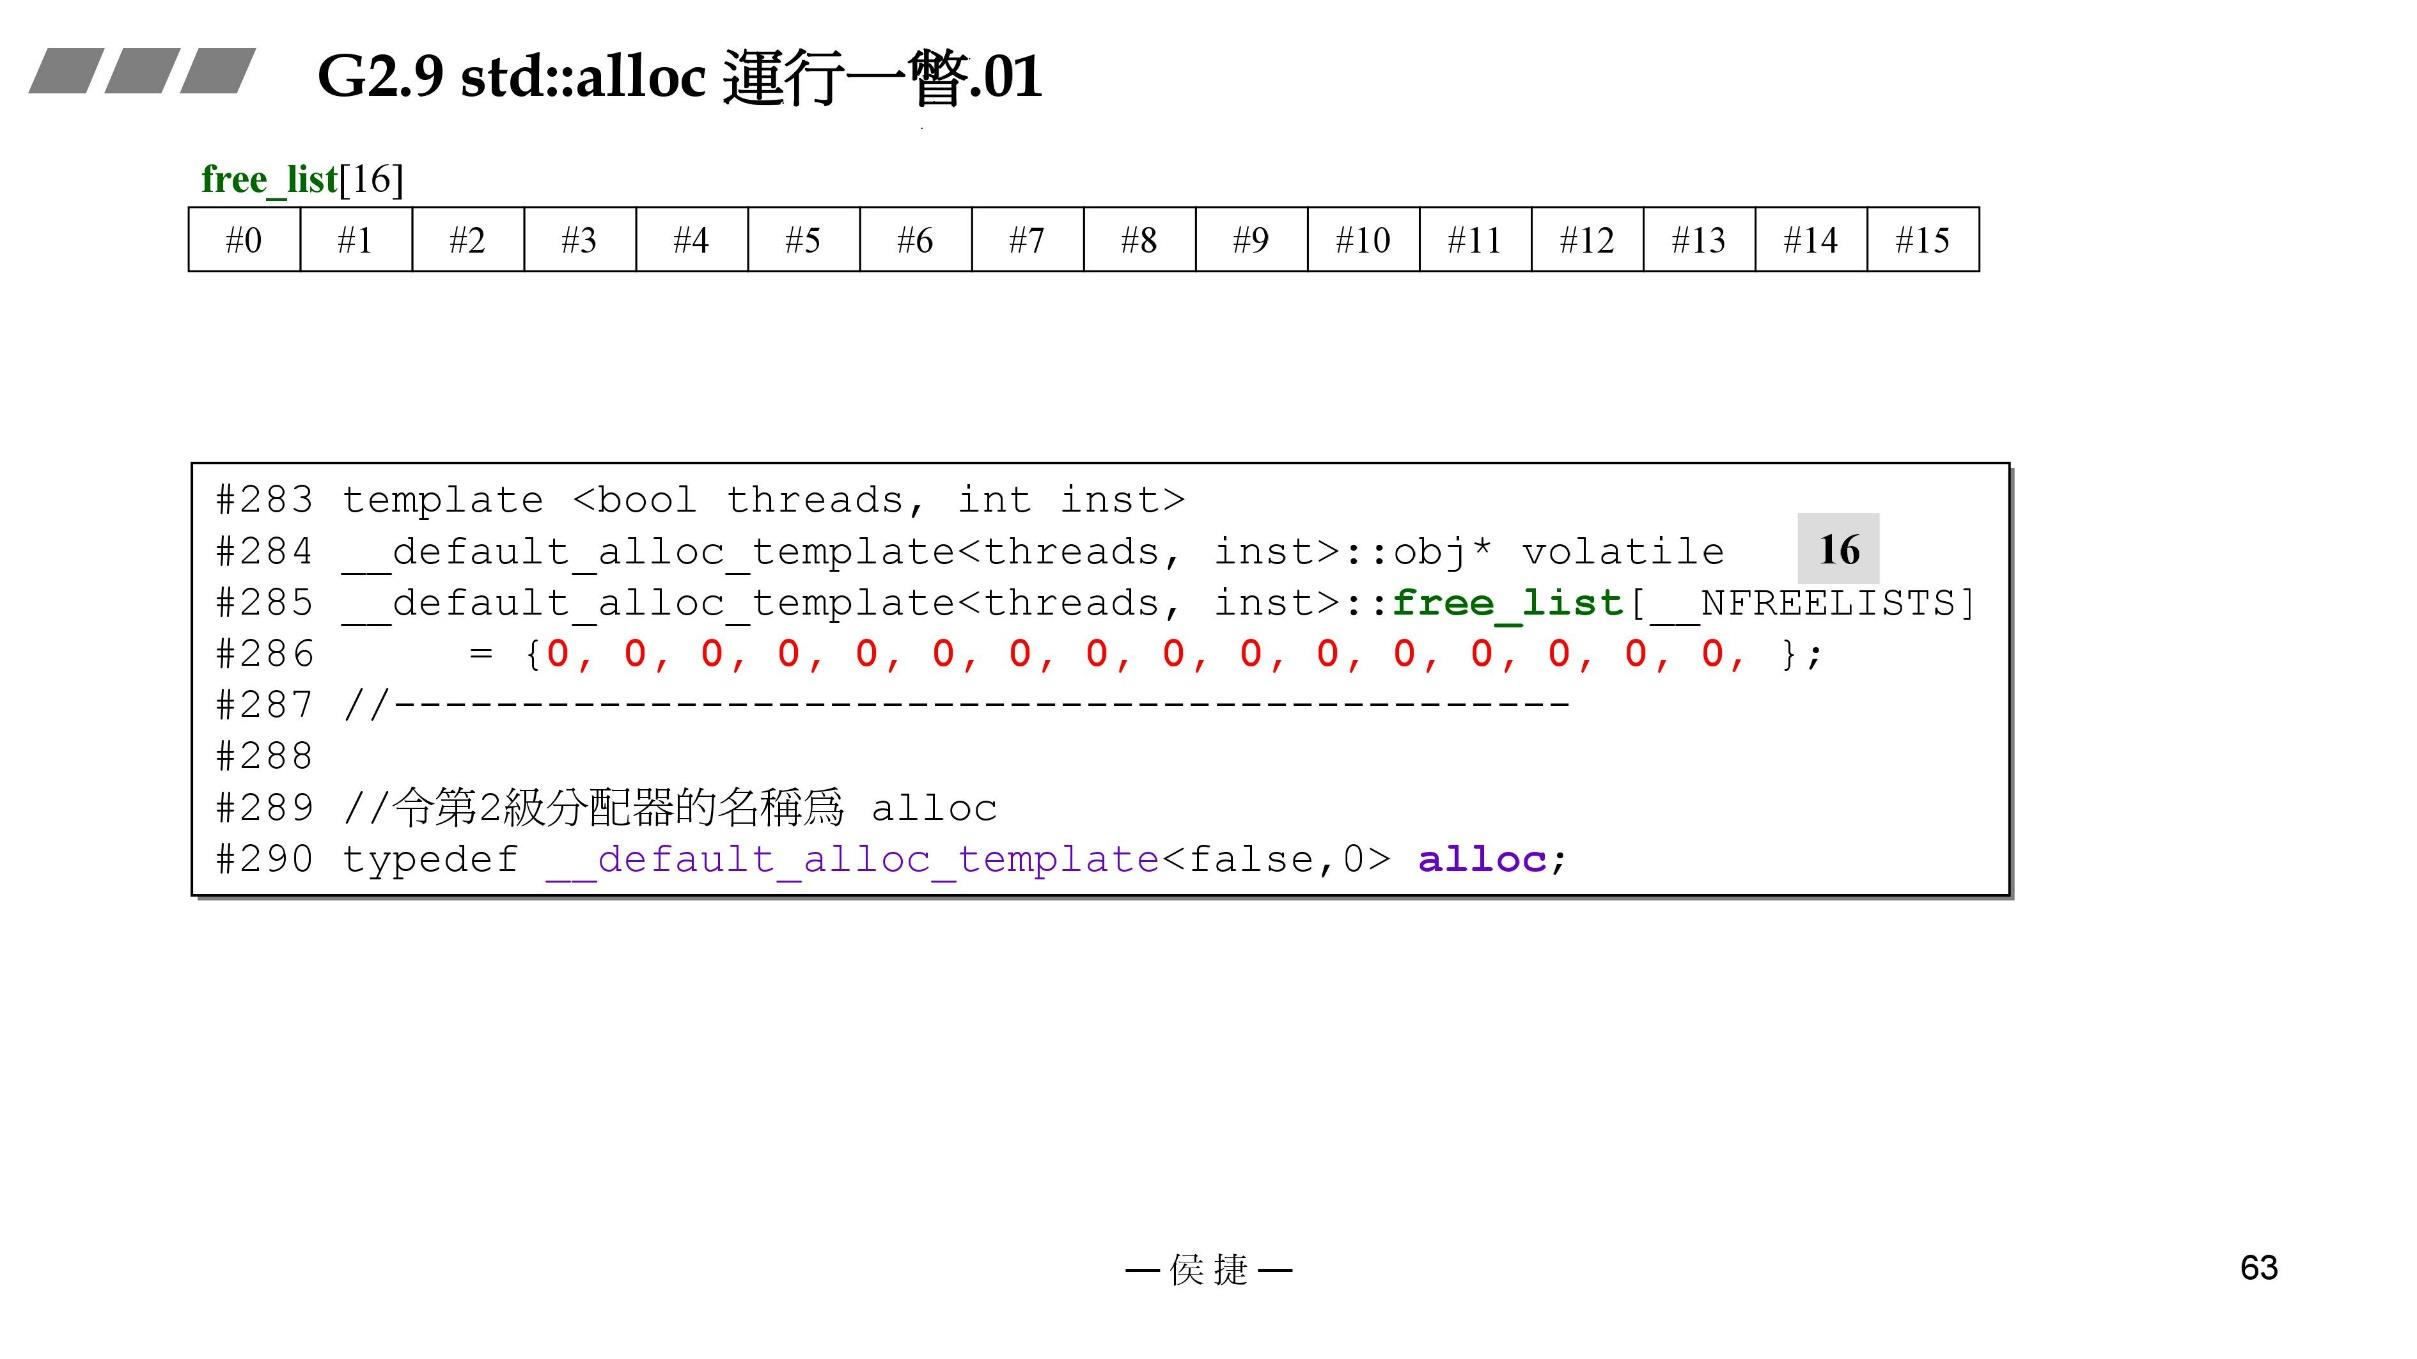 G2.9 std::alloc 運行一瞥.01
free_list[16]
#0 #1 #2 #3 #4 #5 #6 #7 #8 #9 #10 #11 #12 #13 #14 #15
#283 template <bool threads, int inst>
#284 __default_alloc_template<threads, inst>::obj* volatile
16
#285 __default_alloc_template<threads, inst>::free_list[__NFREELISTS]
#286      = {0, 0, 0, 0, 0, 0, 0, 0, 0, 0, 0, 0, 0, 0, 0, 0, };
#287 //----------------------------------------------
#288
#289 //令第2級分配器的名稱為 alloc
#290 typedef __default_alloc_template<false,0> alloc;
— 侯 捷 —
63